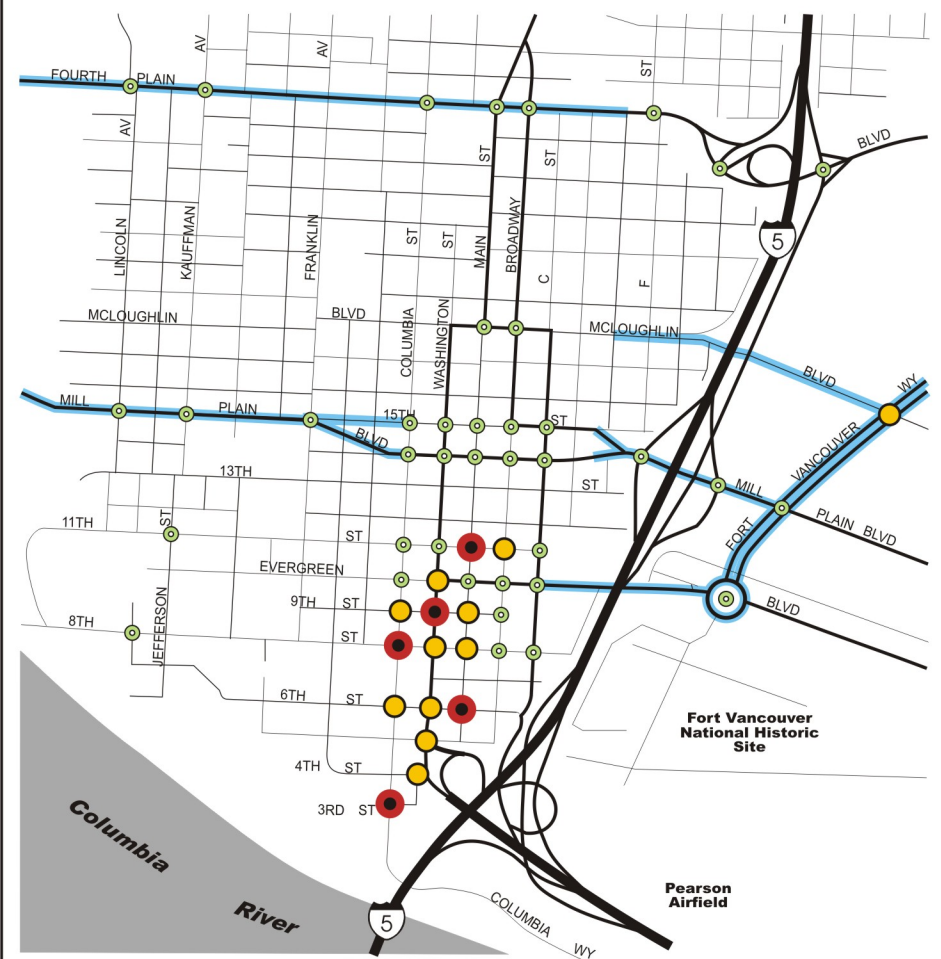 AV
AV
ST
FOURTH PLAIN
AV
BLVD
ST
ST
BROADWAY
LINCOLN
KAUFFMAN
FRANKLIN
ST
ST
MAIN
C
F
5
MCLOUGHLIN
BLVD
MCLOUGHLIN
BLVD
COLUMBIA
WASHINGTON
WY
MILL
PLAIN
15TH
ST
BLVD
VANCOUVER
13TH
ST
MILL
PLAIN BLVD
11TH
ST
ST
FORT
EVERGREEN
BLVD
9TH ST
8TH
ST
JEFFERSON
6TH ST
Fort Vancouver
National Historic
Site
4TH ST
3RD ST
Columbia
River
Pearson
Airfield
COLUMBIA
WY
5